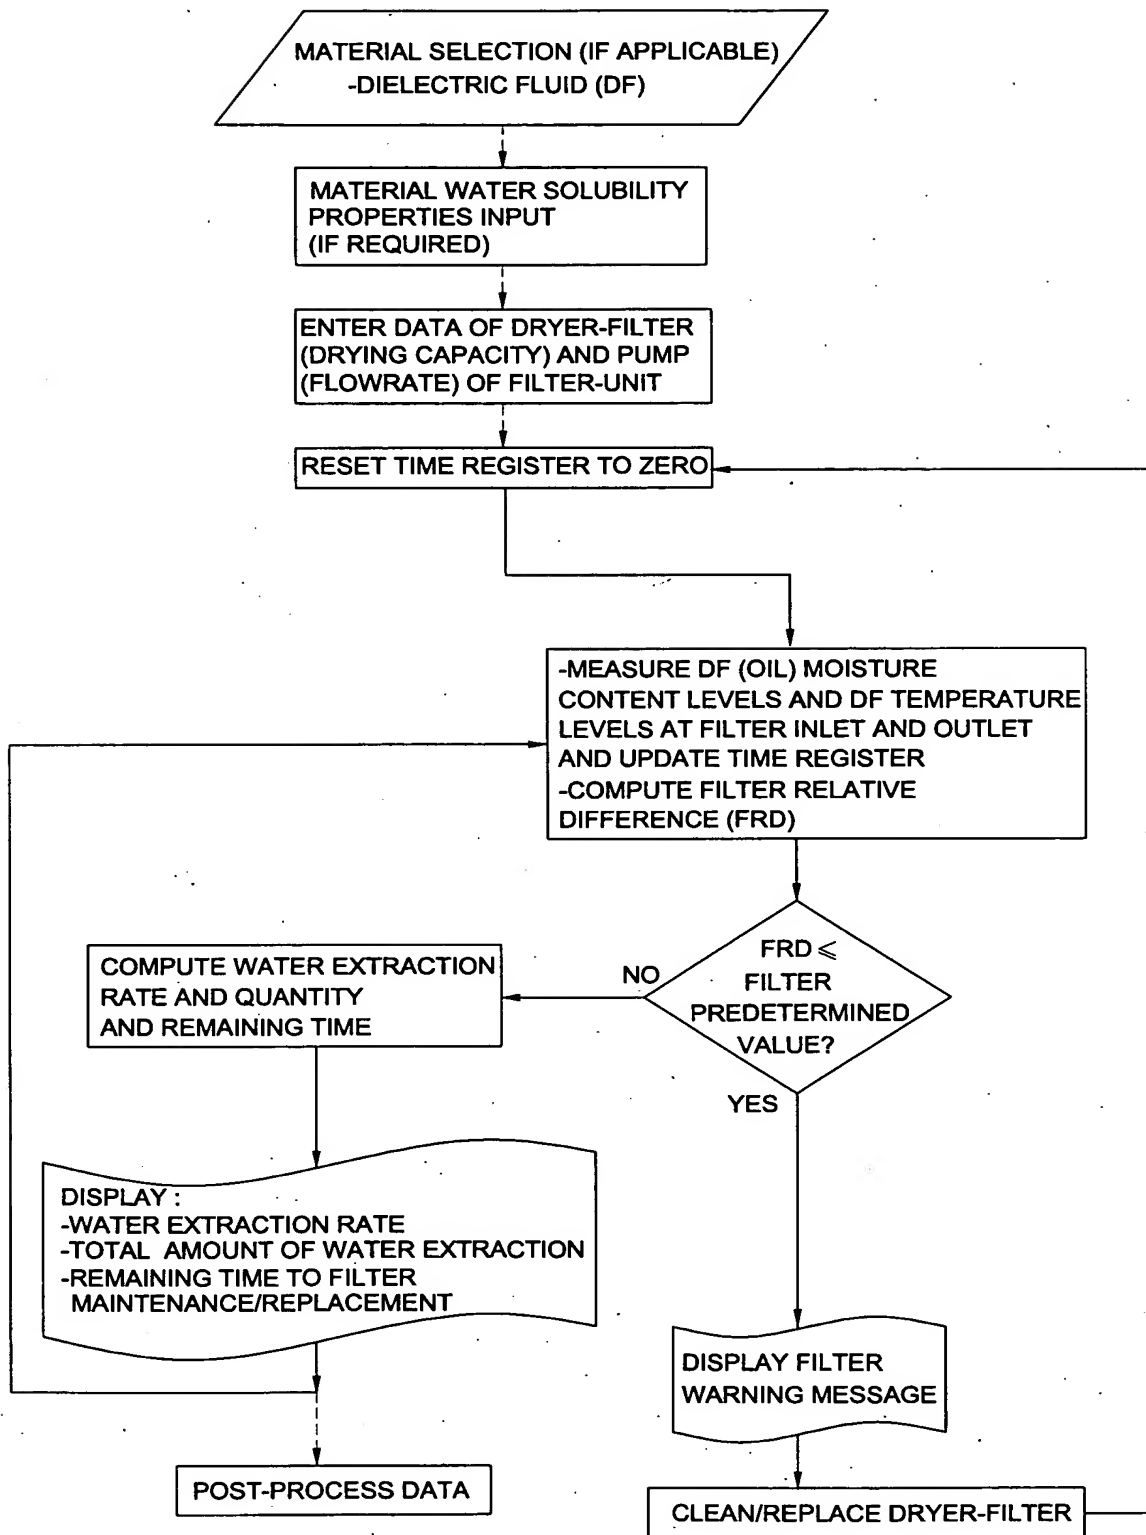 MATERIAL SELECTION (IF APPLICABLE)
-DIELECTRIC FLUID (DF)
MATERIAL WATER SOLUBILITY
PROPERTIES INPUT
(IF REQUIRED)
ENTER DATA OF DRYER-FILTER
(DRYING CAPACITY) AND PUMP
(FLOWRATE) OF FILTER-UNIT
RESET TIME REGISTER TO ZERO
-MEASURE DF (OIL) MOISTURE
CONTENT LEVELS AND DF TEMPERATURE
LEVELS AT FILTER INLET AND OUTLET
AND UPDATE TIME REGISTER
-COMPUTE FILTER RELATIVE
DIFFERENCE (FRD)
FRD ⩽
FILTER
PREDETERMINED
VALUE?
NO
COMPUTE WATER EXTRACTION
RATE AND QUANTITY
AND REMAINING TIME
YES
DISPLAY :
-WATER EXTRACTION RATE
-TOTAL AMOUNT OF WATER EXTRACTION
-REMAINING TIME TO FILTER
MAINTENANCE/REPLACEMENT
DISPLAY FILTER
WARNING MESSAGE
POST-PROCESS DATA
CLEAN/REPLACE DRYER-FILTER